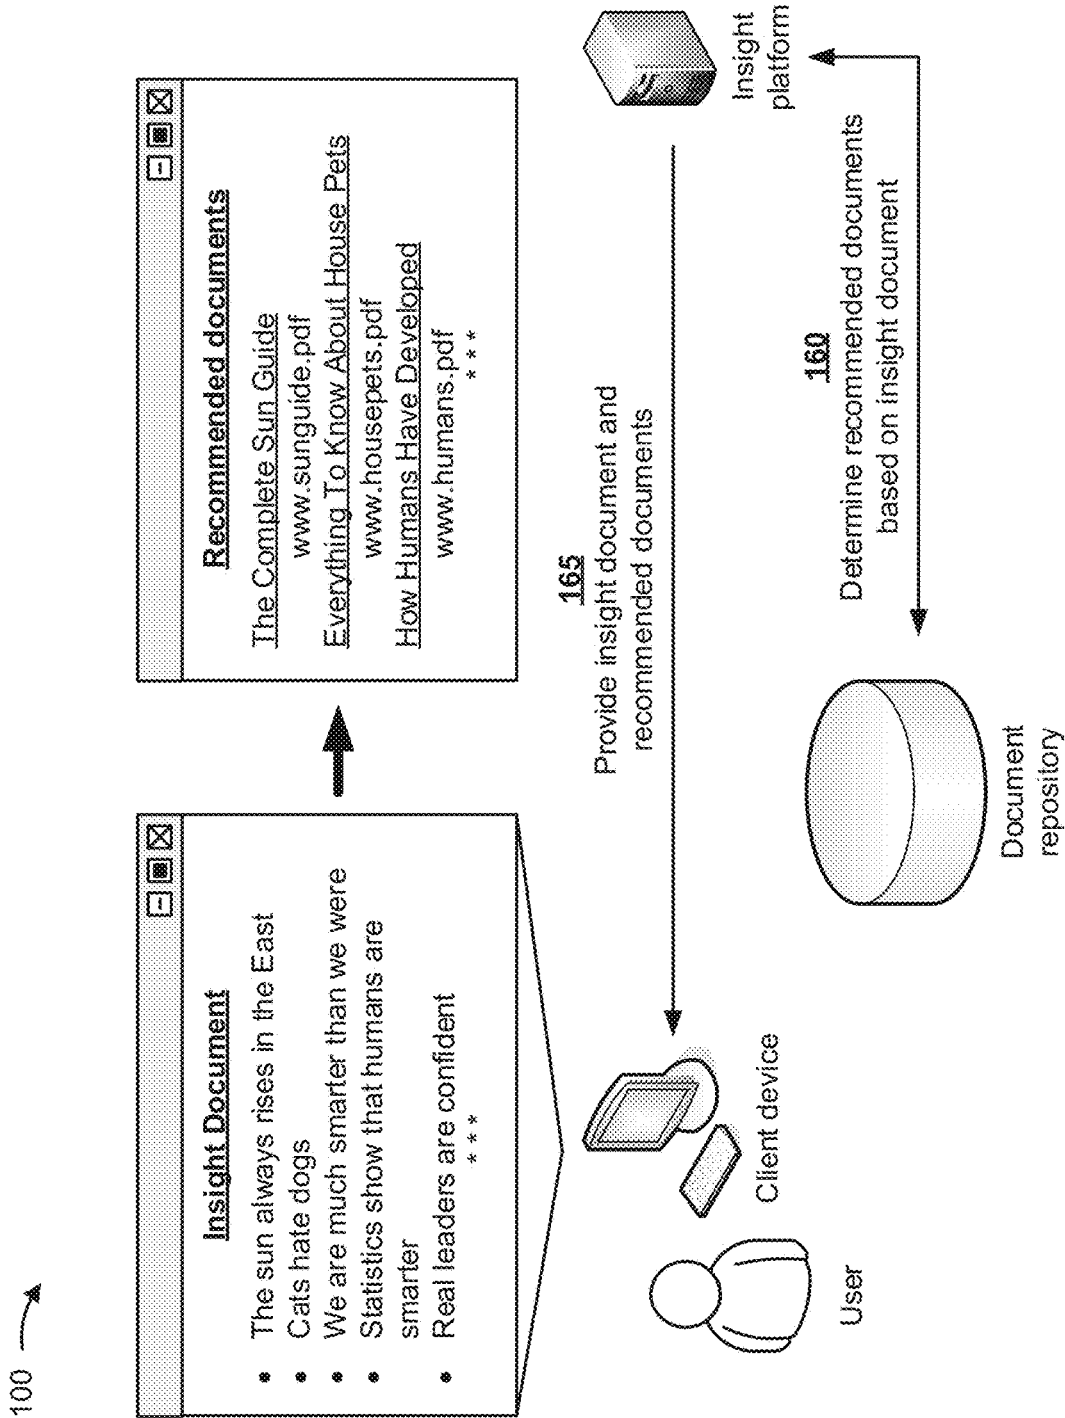 100
Insight Document
• The sun always rises in the East
• Cats hate dogs
• We are much smarter than we were
• Statistics show that humans are
smarter
• Real leaders are confident
* * *
Recommended documents
The Complete Sun Guide
www.sunguide.pdf
Everything To Know About House Pets
www.housepets.pdf
How Humans Have Developed
www.humans.pdf
* * *
165
Provide insight document and
recommended documents
User
Client device
Insight
platform
160
Determine recommended documents
based on insight document
Document
repository